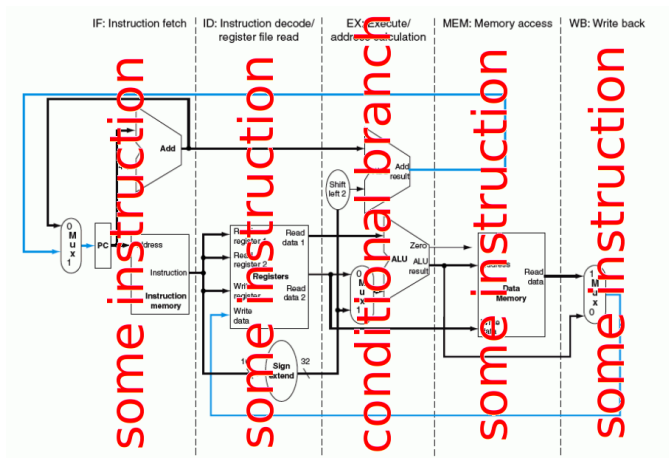 IF: Instruction fetch
ID: Instruction decode/
register file read
EX: Execute/
address calculation
MEM: Memory access
WB: Write back
some instruction
some instruction
conditional branch
some instruction
some instruction
Add
Add
result
Shift
left 2
0
M
u
x
1
PC
Address
Instruction
Instruction
memory
Read
register 1
Read
register 2
Registers
Write
register
Write
data
Read
data 1
Read
data 2
16
Sign
extend
32
0
M
u
x
1
Zero
ALU
ALU
result
Address
Read
data
Data
Memory
Write
data
1
M
u
x
0